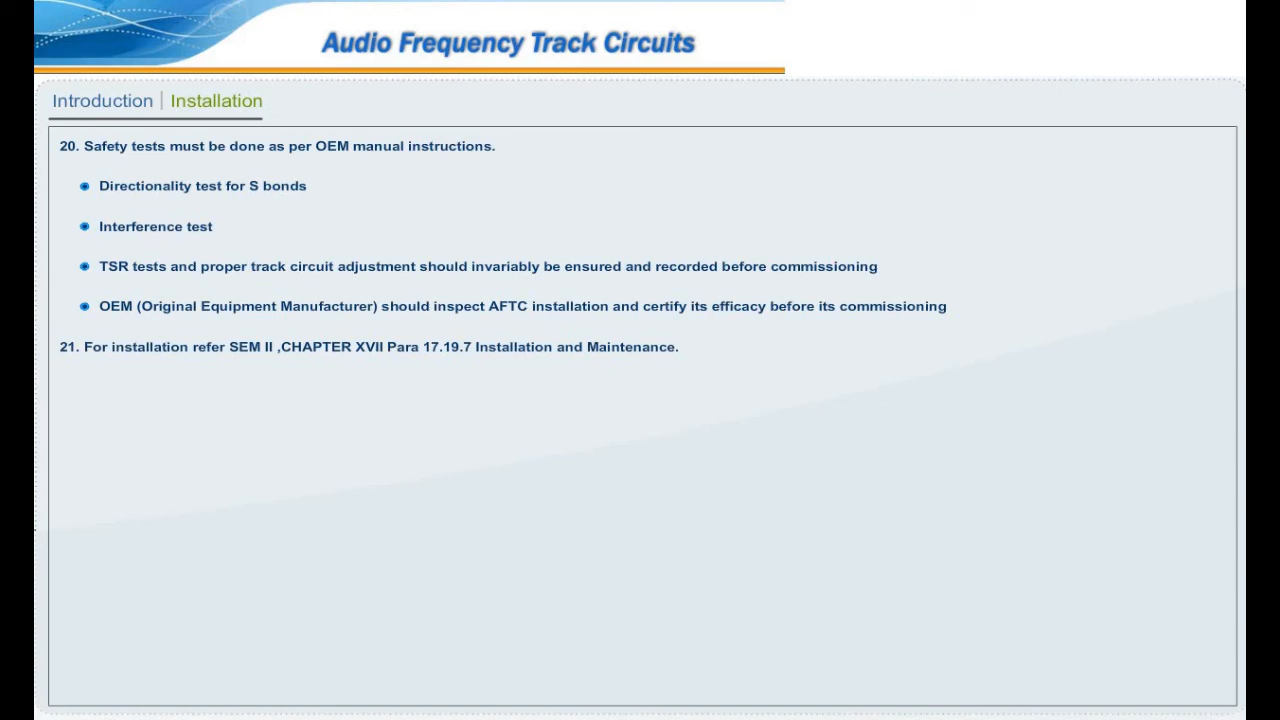 Audio Frequency Track Circuits
Introduction | Installation
20. Safety tests must be done as per OEM manual instructions.
Directionality test for S bonds
Interference test
TSR tests and proper track circuit adjustment should invariably be ensured and recorded before commissioning
OEM (Original Equipment Manufacturer) should inspect AFTC installation and certify its efficacy before its commissioning
21. For installation refer SEM II ,CHAPTER XVII Para 17.19.7 Installation and Maintenance.